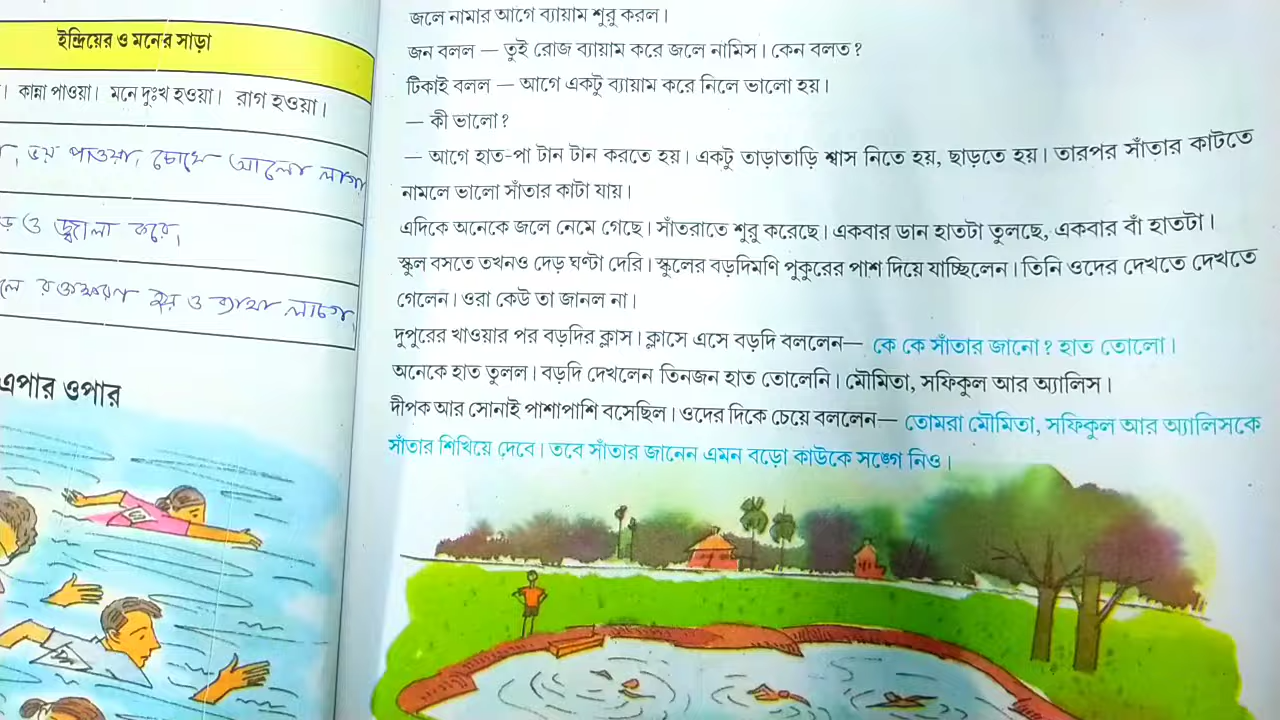 ইন্দ্রিয়ের ও মনের সাড়া
। কান্না পাওয়া। মনে দুঃখ হওয়া। রাগ হওয়া।
ভয় পাওয়া, চোখে আলো লাগা
ও জ্বালা করে,
রক্তক্ষরণ হয় ও ব্যাথা লাগে,
এপার ওপার
জলে নামার আগে ব্যায়াম শুরু করল।
জন বলল — তুই রোজ ব্যায়াম করে জলে নামিস। কেন বলত?
টিকাই বলল — আগে একটু ব্যায়াম করে নিলে ভালো হয়।
— কী ভালো?
— আগে হাত-পা টান টান করতে হয়। একটু তাড়াতাড়ি শ্বাস নিতে হয়, ছাড়তে হয়। তারপর সাঁতার কাটতে
নামলে ভালো সাঁতার কাটা যায়।
এদিকে অনেকে জলে নেমে গেছে। সাঁতরাতে শুরু করেছে। একবার ডান হাতটা তুলছে, একবার বাঁ হাতটা।
স্কুল বসতে তখনও দেড় ঘণ্টা দেরি। স্কুলের বড়দিমণি পুকুরের পাশ দিয়ে যাচ্ছিলেন। তিনি ওদের দেখতে দেখতে
গেলেন। ওরা কেউ তা জানল না।
দুপুরের খাওয়ার পর বড়দির ক্লাস। ক্লাসে এসে বড়দি বললেন— কে কে সাঁতার জানো? হাত তোলো।
অনেকে হাত তুলল। বড়দি দেখলেন তিনজন হাত তোলেনি। মৌমিতা, সফিকুল আর অ্যালিস।
দীপক আর সোনাই পাশাপাশি বসেছিল। ওদের দিকে চেয়ে বললেন— তোমরা মৌমিতা, সফিকুল আর অ্যালিসকে
সাঁতার শিখিয়ে দেবে। তবে সাঁতার জানেন এমন বড়ো কাউকে সঙ্গে নিও।